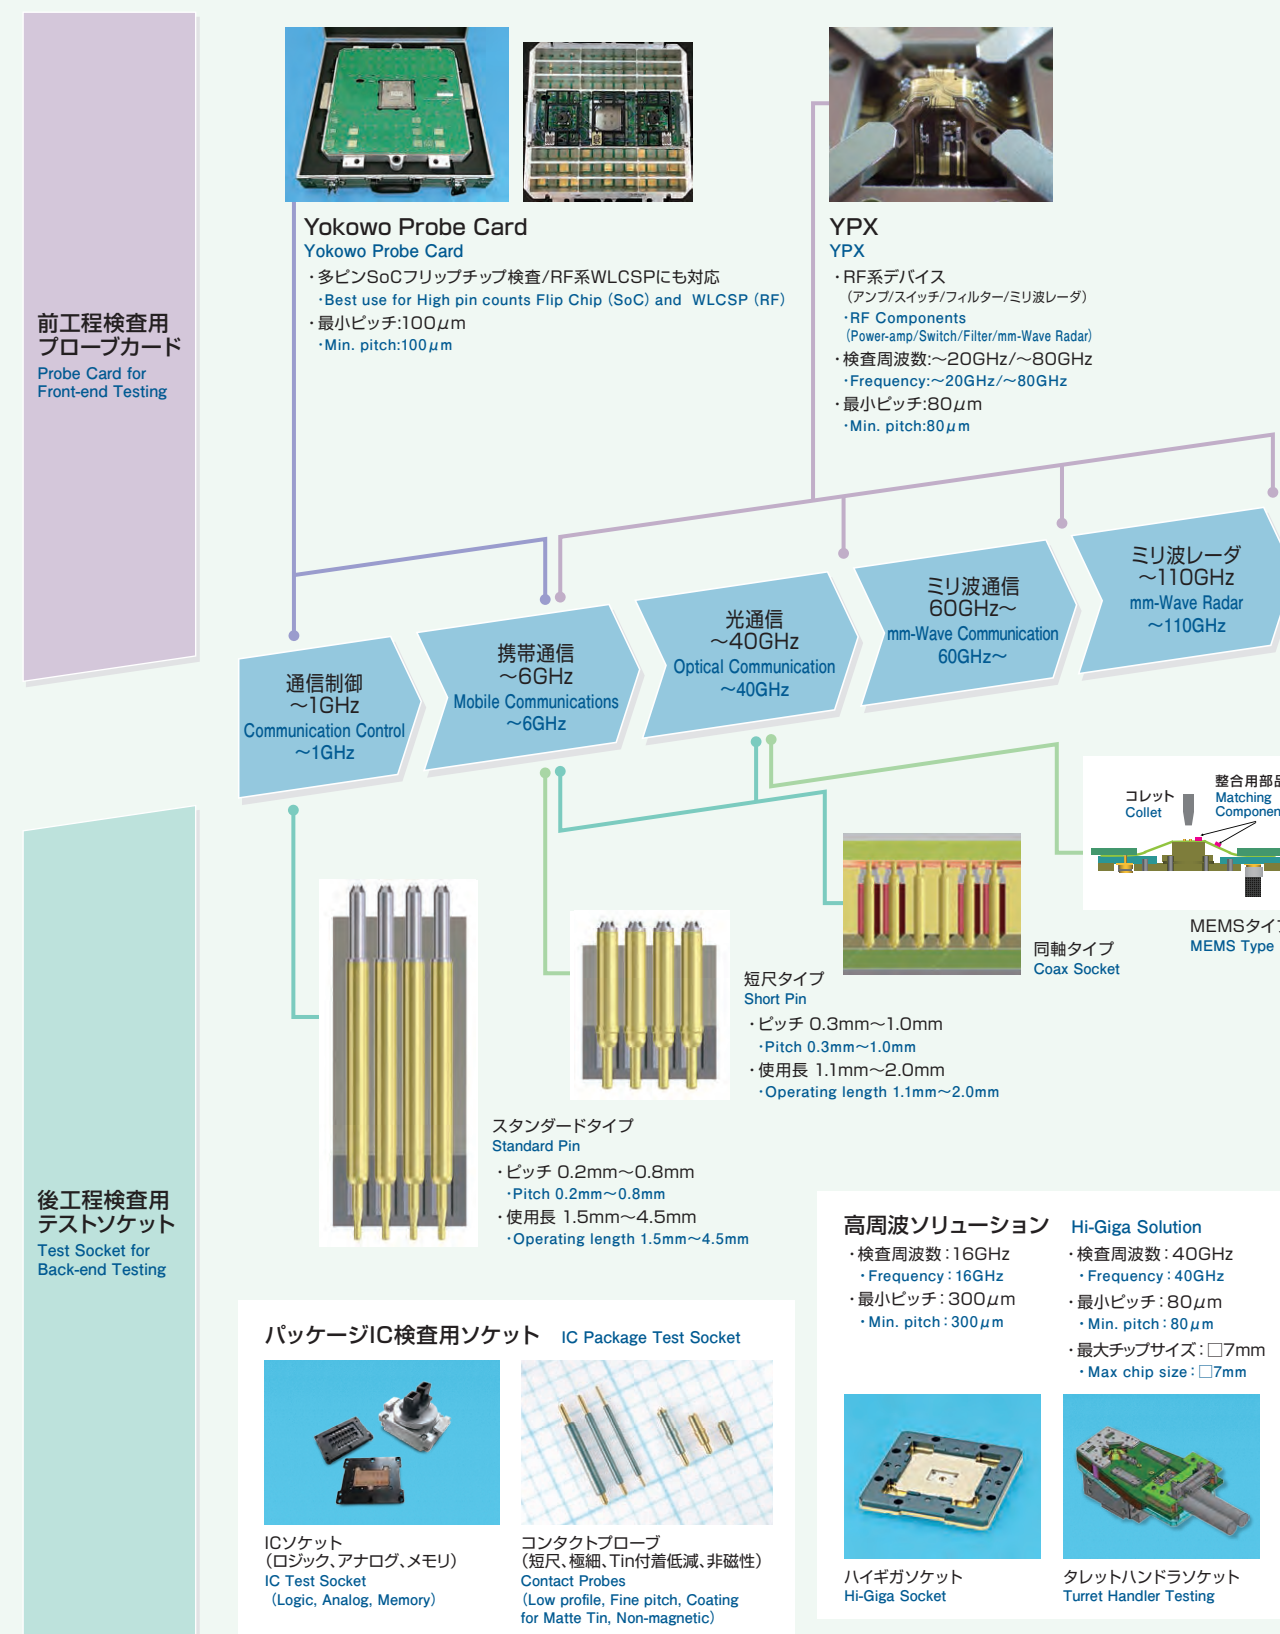 前工程検査用
プローブカード
Probe Card for
Front-end Testing
Yokowo Probe Card
Yokowo Probe Card
・多ピンSoCフリップチップ検査/RF系WLCSPにも対応
・Best use for High pin counts Flip Chip (SoC) and WLCSP (RF)
・最小ピッチ:100μm
・Min. pitch:100μm
YPX
YPX
・RF系デバイス
(アンプ/スイッチ/フィルター/ミリ波レーダ)
・RF Components
(Power-amp/Switch/Filter/mm-Wave Radar)
・検査周波数:〜20GHz/〜80GHz
・Frequency:〜20GHz/〜80GHz
・最小ピッチ:80μm
・Min. pitch:80μm
通信制御
〜1GHz
Communication Control
〜1GHz
携帯通信
〜6GHz
Mobile Communications
〜6GHz
光通信
〜40GHz
Optical Communication
〜40GHz
ミリ波通信
60GHz〜
mm-Wave Communication
60GHz〜
ミリ波レーダ
〜110GHz
mm-Wave Radar
〜110GHz
後工程検査用
テストソケット
Test Socket for
Back-end Testing
コレット
Collet
整合用部品
Matching
Componen
MEMSタイプ
MEMS Type
同軸タイプ
Coax Socket
短尺タイプ
Short Pin
・ピッチ 0.3mm〜1.0mm
・Pitch 0.3mm〜1.0mm
・使用長 1.1mm〜2.0mm
・Operating length 1.1mm〜2.0mm
スタンダードタイプ
Standard Pin
・ピッチ 0.2mm〜0.8mm
・Pitch 0.2mm〜0.8mm
・使用長 1.5mm〜4.5mm
・Operating length 1.5mm〜4.5mm
パッケージIC検査用ソケット IC Package Test Socket
ICソケット
(ロジック、アナログ、メモリ)
IC Test Socket
(Logic, Analog, Memory)
コンタクトプローブ
(短尺、極細、Tin付着低減、非磁性)
Contact Probes
(Low profile, Fine pitch, Coating
for Matte Tin, Non-magnetic)
高周波ソリューション Hi-Giga Solution
・検査周波数：16GHz
・Frequency：16GHz
・最小ピッチ：300μm
・Min. pitch：300μm
・検査周波数：40GHz
・Frequency：40GHz
・最小ピッチ：80μm
・Min. pitch：80μm
・最大チップサイズ：□7mm
・Max chip size：□7mm
ハイギガソケット
Hi-Giga Socket
タレットハンドラソケット
Turret Handler Testing